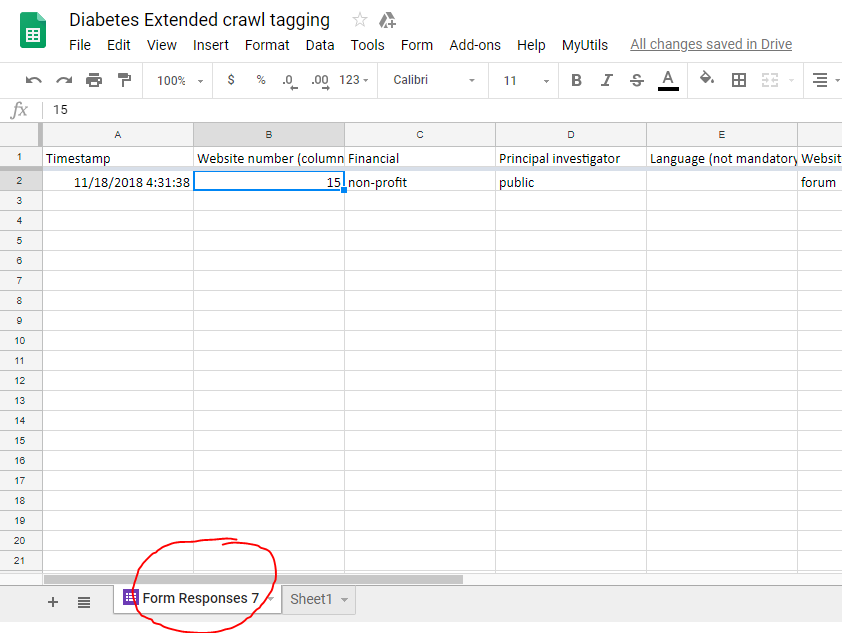 Diabetes Extended crawl tagging
File Edit View Insert Format Data Tools Form Add-ons Help MyUtils All changes saved in Drive
100% $ % .0 .00 123 Calibri 11 B I S A
fx 15
A B C D E
1 Timestamp Website number (column Financial Principal investigator Language (not mandatory Websit
2 11/18/2018 4:31:38 15 non-profit public forum
3
4
5
6
7
8
9
10
11
12
13
14
15
16
17
18
19
20
21
+ Form Responses 7 Sheet1